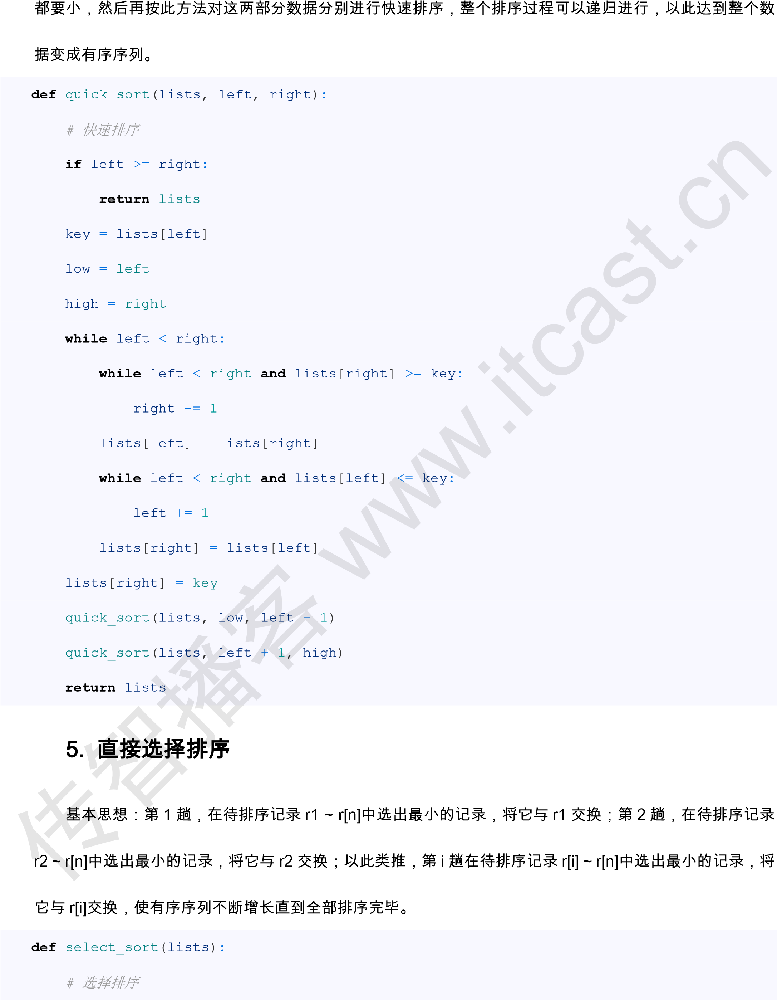 都要小，然后再按此方法对这两部分数据分别进行快速排序，整个排序过程可以递归进行，以此达到整个数
据变成有序序列。
def quick_sort(lists, left, right):
    # 快速排序
    if left >= right:
        return lists
    key = lists[left]
    low = left
    high = right
    while left < right:
        while left < right and lists[right] >= key:
            right -= 1
        lists[left] = lists[right]
        while left < right and lists[left] <= key:
            left += 1
        lists[right] = lists[left]
    lists[right] = key
    quick_sort(lists, low, left - 1)
    quick_sort(lists, left + 1, high)
    return lists
5. 直接选择排序
基本思想：第 1 趟，在待排序记录 r1 ~ r[n]中选出最小的记录，将它与 r1 交换；第 2 趟，在待排序记录
r2 ~ r[n]中选出最小的记录，将它与 r2 交换；以此类推，第 i 趟在待排序记录 r[i] ~ r[n]中选出最小的记录，将
它与 r[i]交换，使有序序列不断增长直到全部排序完毕。
def select_sort(lists):
    # 选择排序
传智播客 www.itcast.cn